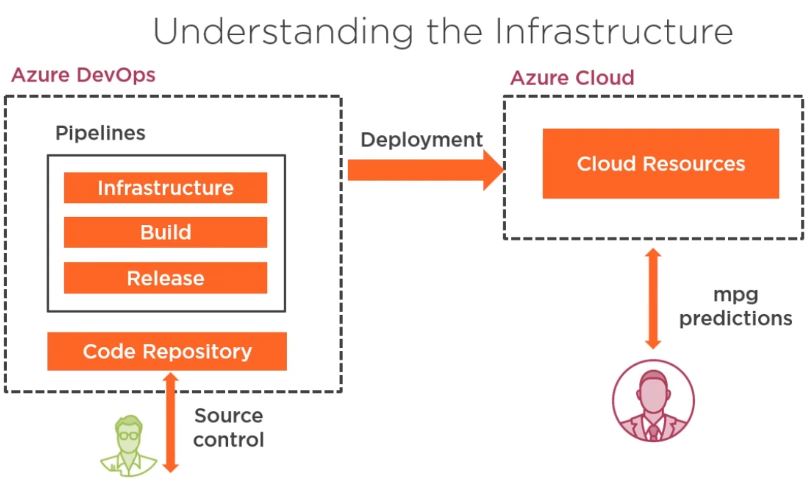 Understanding the Infrastructure
Azure DevOps
Pipelines
Infrastructure
Build
Release
Code Repository
Source
control
Deployment
Azure Cloud
Cloud Resources
mpg
predictions